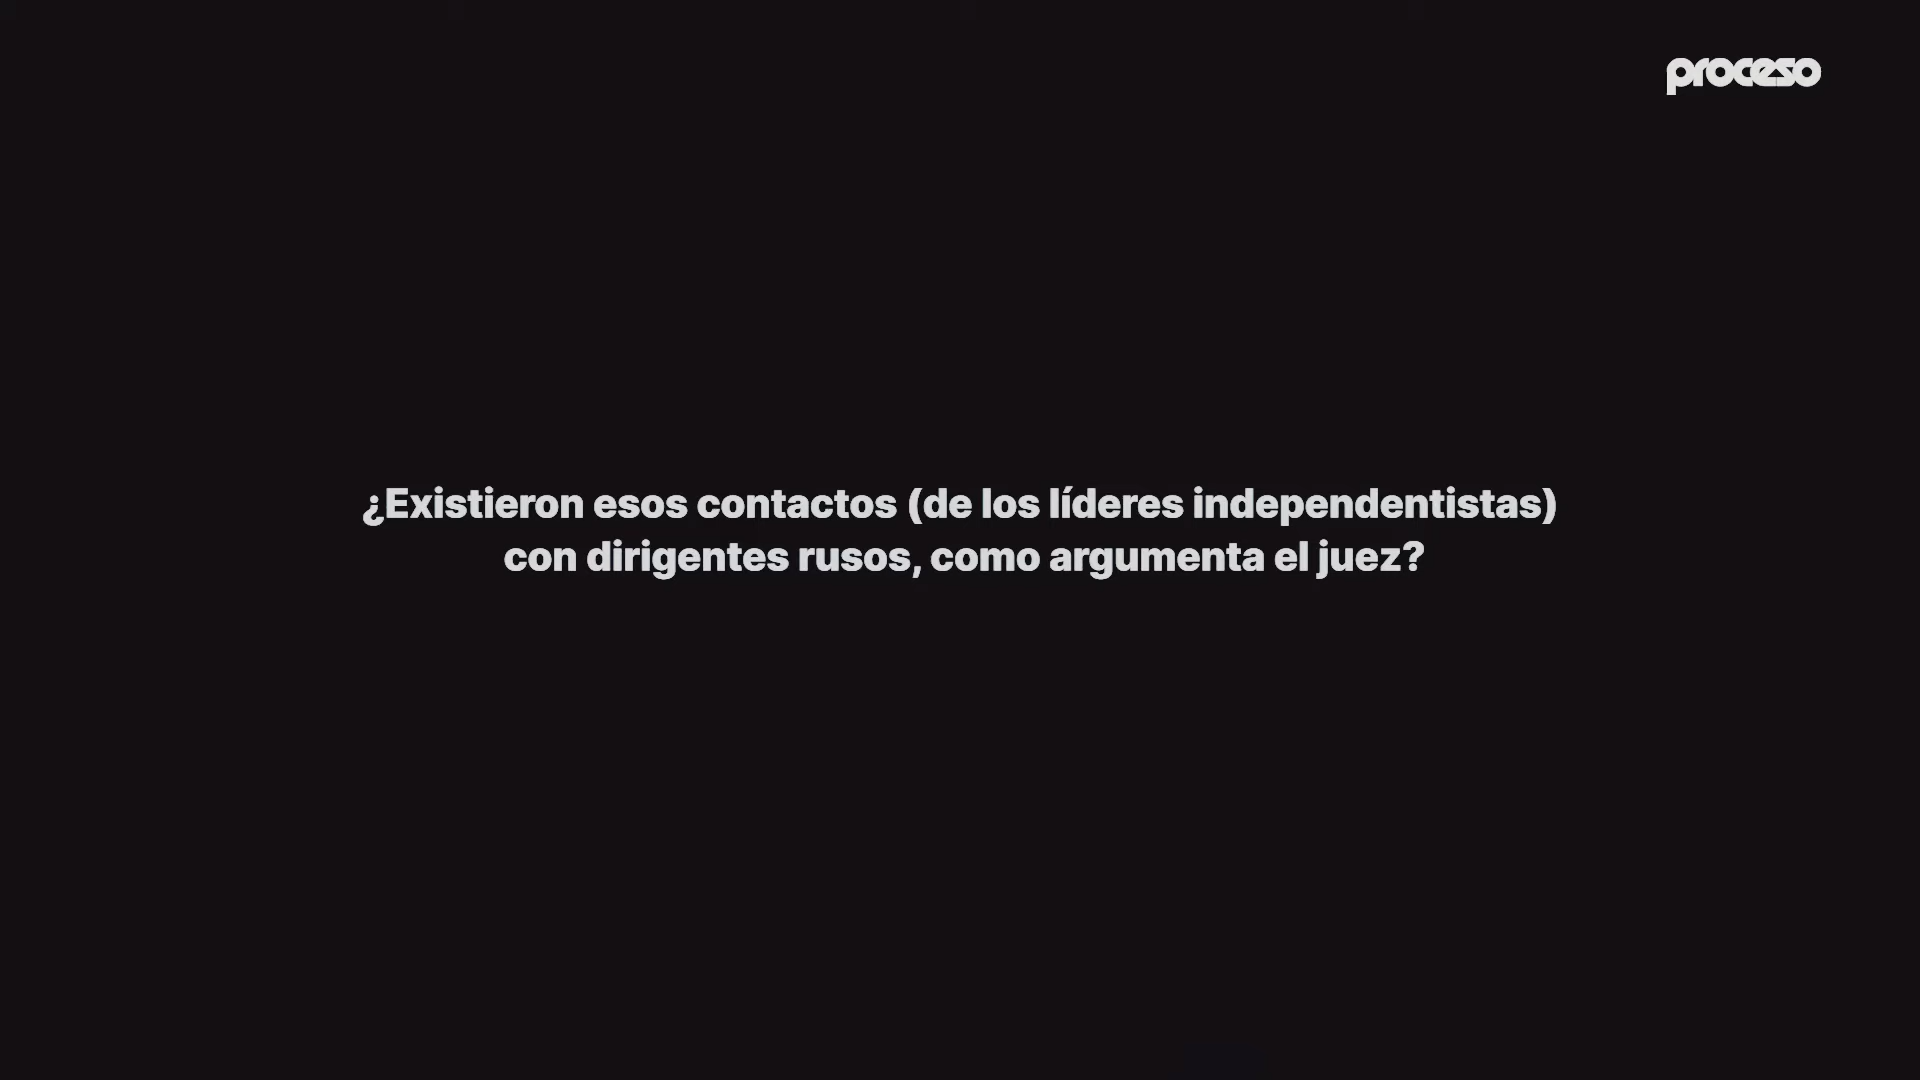 proceso
¿Existieron esos contactos (de los líderes independentistas)
con dirigentes rusos, como argumenta el juez?